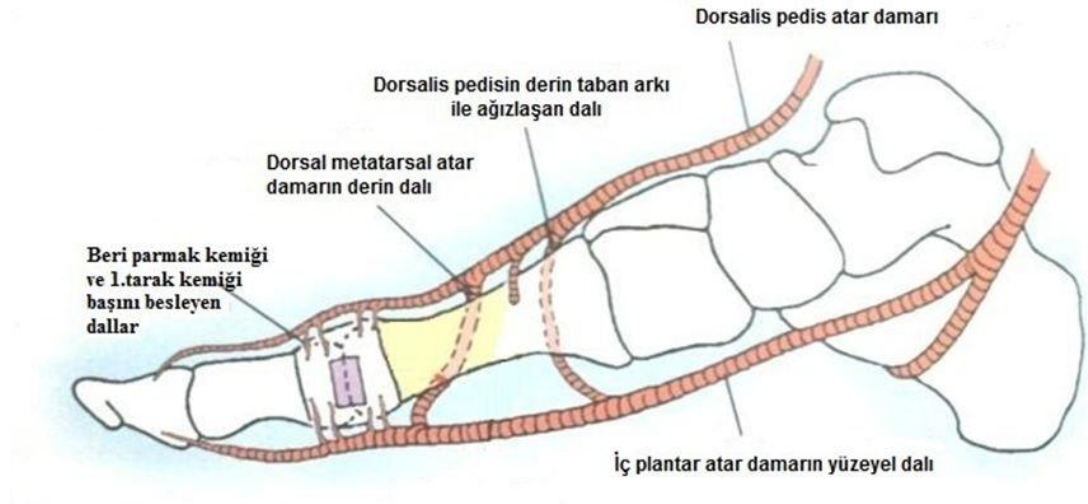 Dorsalis pedis atar damarı
Dorsalis pedisin derin taban arkı
ile ağızlaşan dalı
Dorsal metatarsal atar
damarın derin dalı
Beri parmak kemiği
ve 1.tarak kemiği
başını besleyen
dallar
İç plantar atar damarın yüzeyel dalı